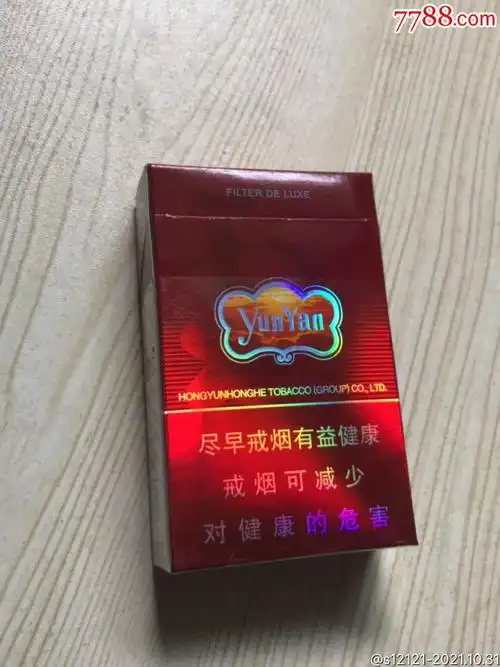 7788.com
FILTER DE LUXE
YunYan
HONGYUNHONGHE TOBACCO (GROUP) CO., LTD.
尽早戒烟有益健康
戒烟可减少
对健康的危害
@s12121-2021.10.31